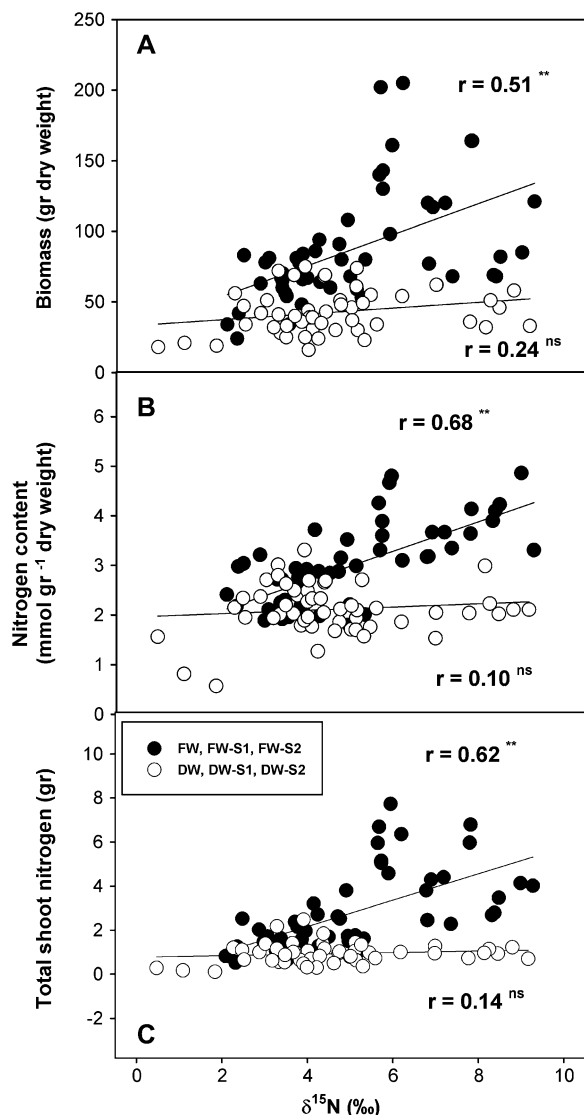 250
A
200
r = 0.51 **
150
Biomass (gr dry weight)
100
50
r = 0.24 ns
0
B
6
r = 0.68 **
5
Nitrogen content
(mmol gr -1 dry weight)
4
3
2
1
r = 0.10 ns
0
10
FW, FW-S1, FW-S2
DW, DW-S1, DW-S2
r = 0.62 **
8
6
Total shoot nitrogen (gr)
4
2
0
r = 0.14 ns
-2
C
0 2 4 6 8 10
δ15N (‰)